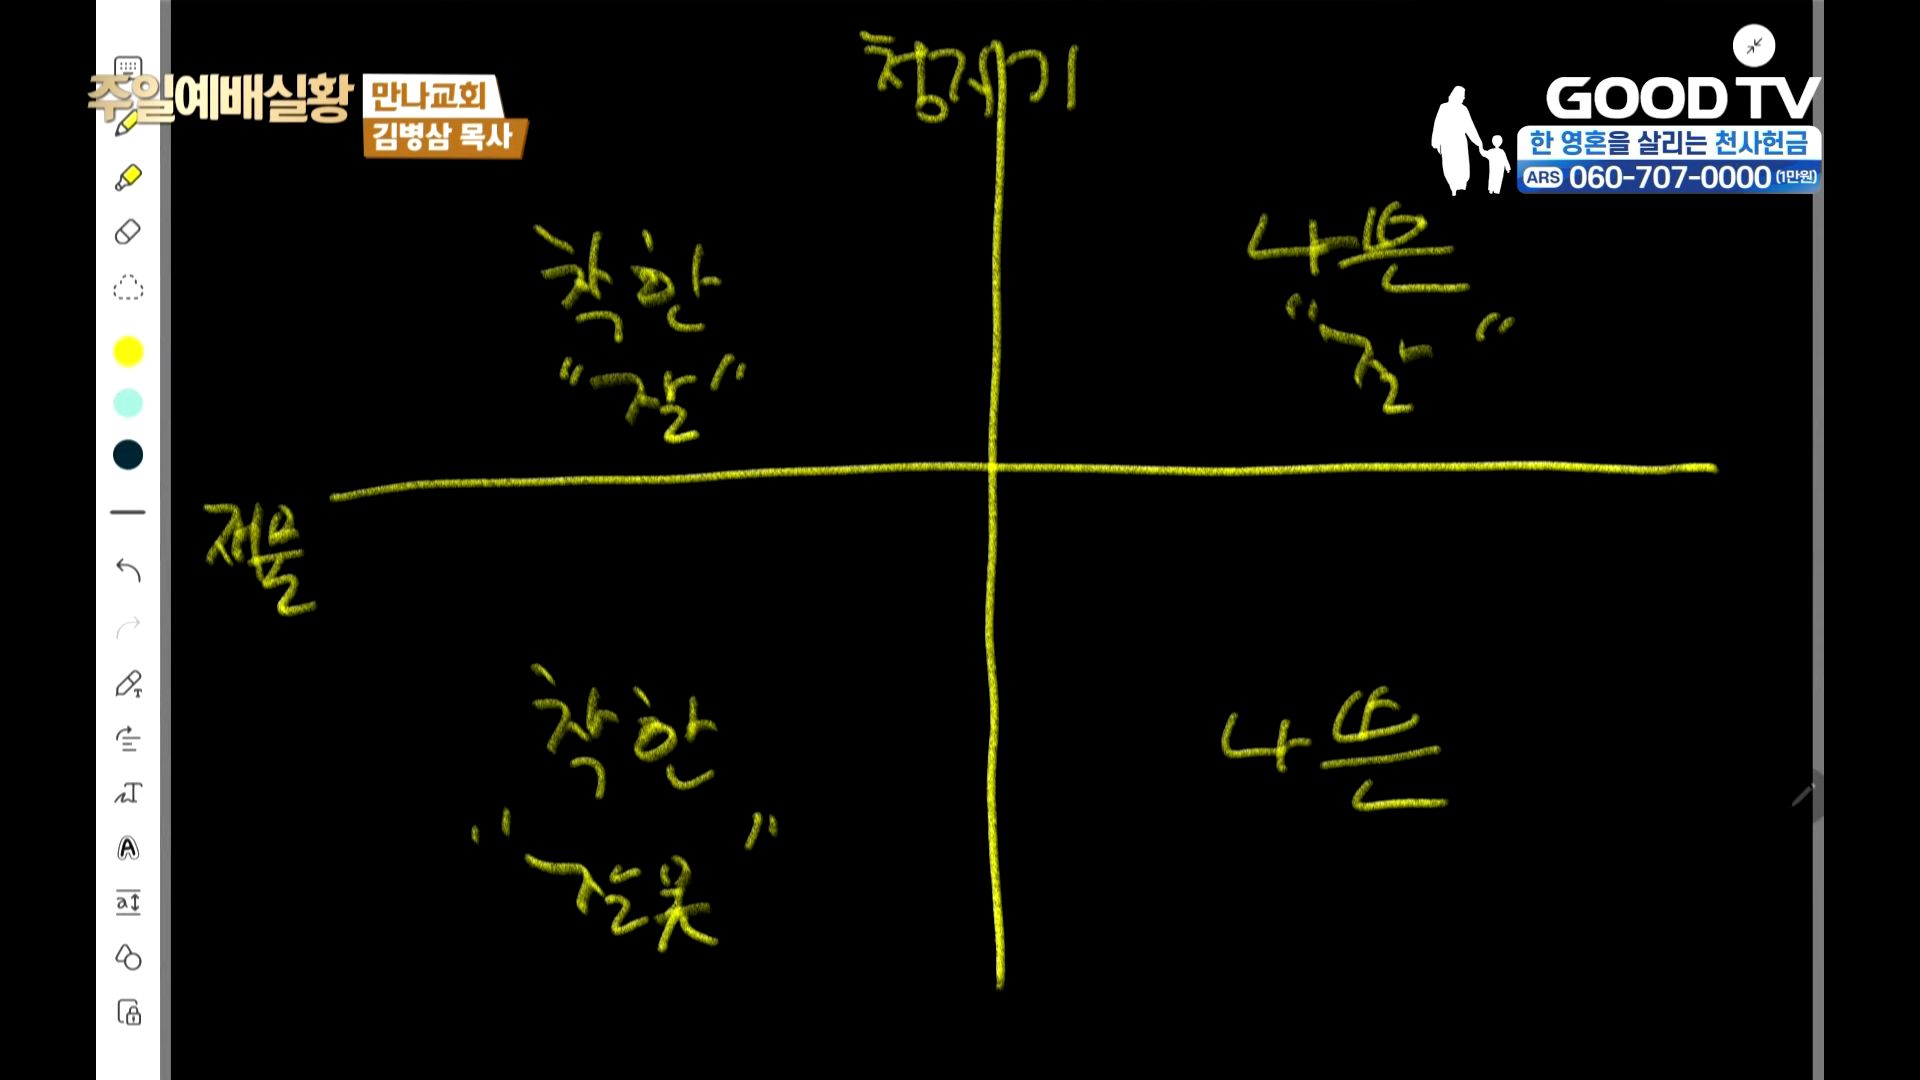 청지기
주일예배실황
만나교회
김병삼 목사
GOOD TV
한 영혼을 살리는 천사헌금
ARS 060-707-0000 (1만원)
착한
"잘"
나쁜
"잘"
재물
착한
"잘못"
나쁜